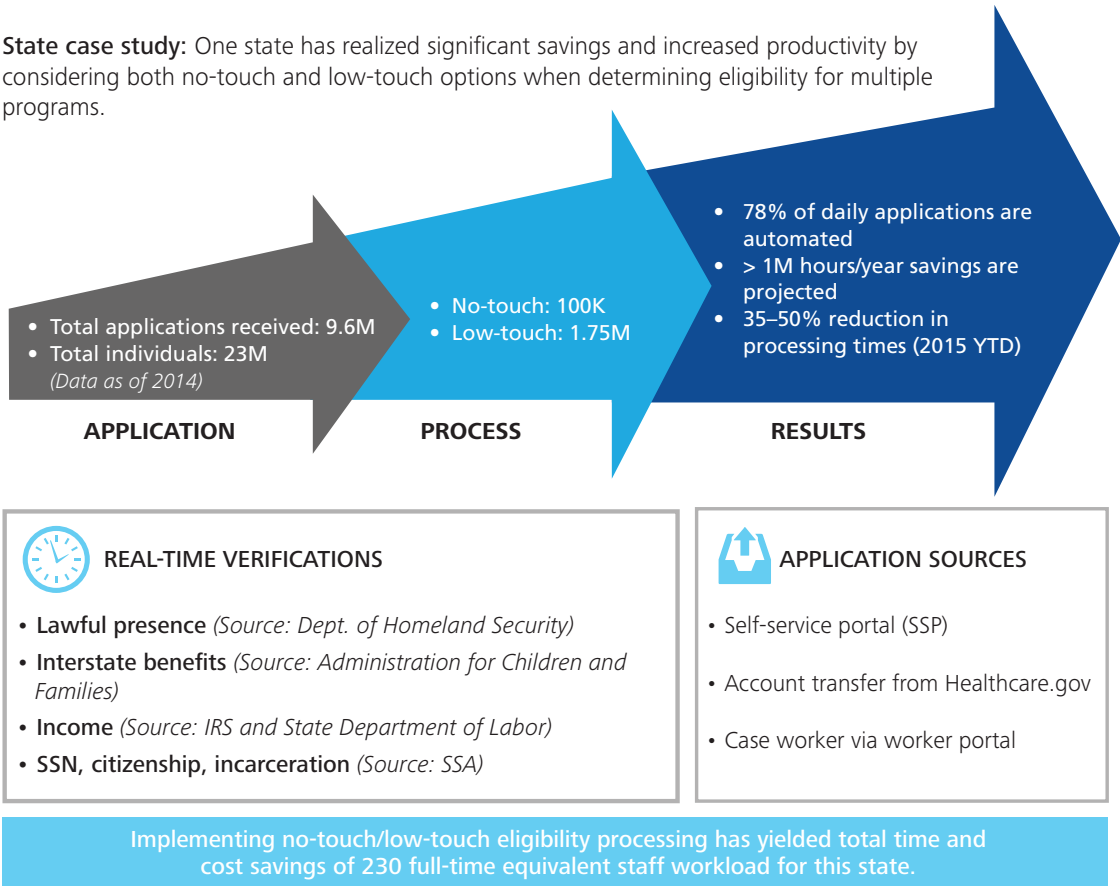 State case study: One state has realized significant savings and increased productivity by
considering both no-touch and low-touch options when determining eligibility for multiple
programs.
• Total applications received: 9.6M
• Total individuals: 23M
(Data as of 2014)
APPLICATION
• No-touch: 100K
• Low-touch: 1.75M
PROCESS
• 78% of daily applications are
automated
• > 1M hours/year savings are
projected
• 35–50% reduction in
processing times (2015 YTD)
RESULTS
REAL-TIME VERIFICATIONS
• Lawful presence (Source: Dept. of Homeland Security)
• Interstate benefits (Source: Administration for Children and
Families)
• Income (Source: IRS and State Department of Labor)
• SSN, citizenship, incarceration (Source: SSA)
APPLICATION SOURCES
• Self-service portal (SSP)
• Account transfer from Healthcare.gov
• Case worker via worker portal
Implementing no-touch/low-touch eligibility processing has yielded total time and
cost savings of 230 full-time equivalent staff workload for this state.